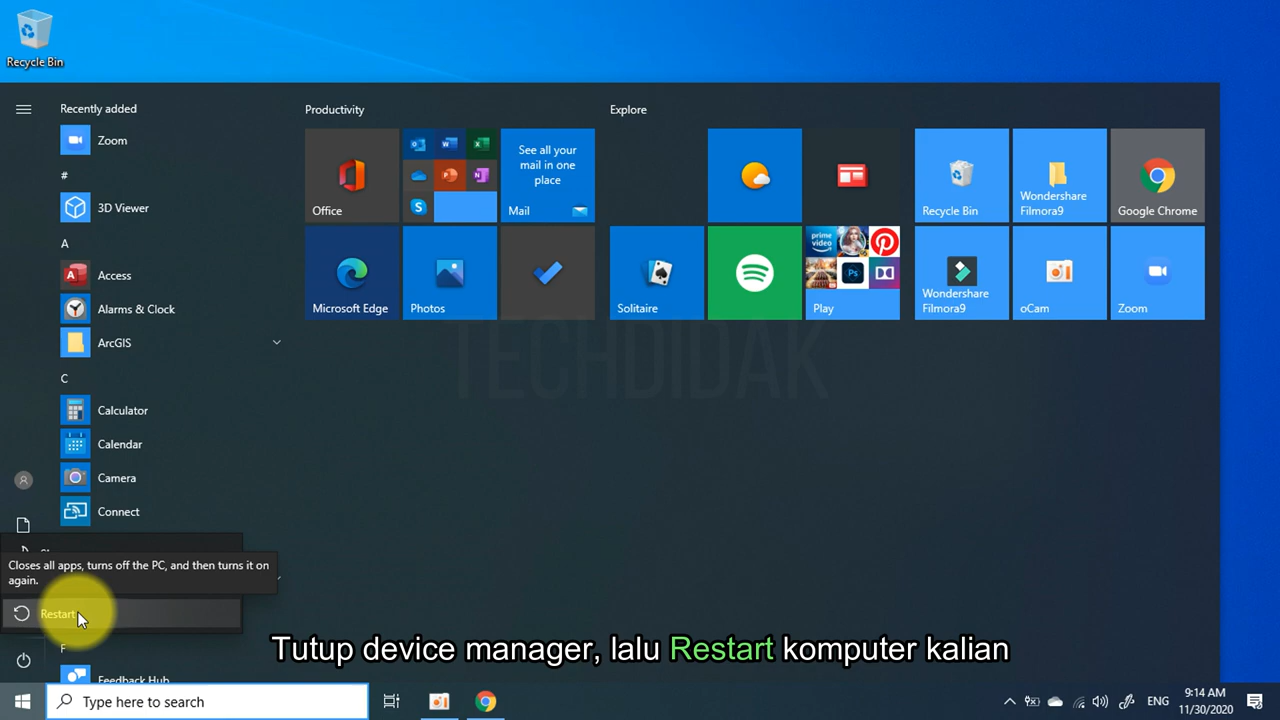 Recycle Bin
Recently added
Zoom
#
3D Viewer
A
Access
Alarms & Clock
ArcGIS
C
Calculator
Calendar
Camera
Connect
Closes all apps, turns off the PC, and then turns it on
again.
Restart
F
Feedback Hub
Productivity
Office
See all your
mail in one
place
Mail
Microsoft Edge
Photos
Explore
Solitaire
prime
video
Ps
Play
Recycle Bin
Wondershare
Filmora9
Google Chrome
Wondershare
Filmora9
oCam
Zoom
TECHDIDAK
Tutup device manager, lalu Restart komputer kalian
Type here to search
ENG
9:14 AM
11/30/2020